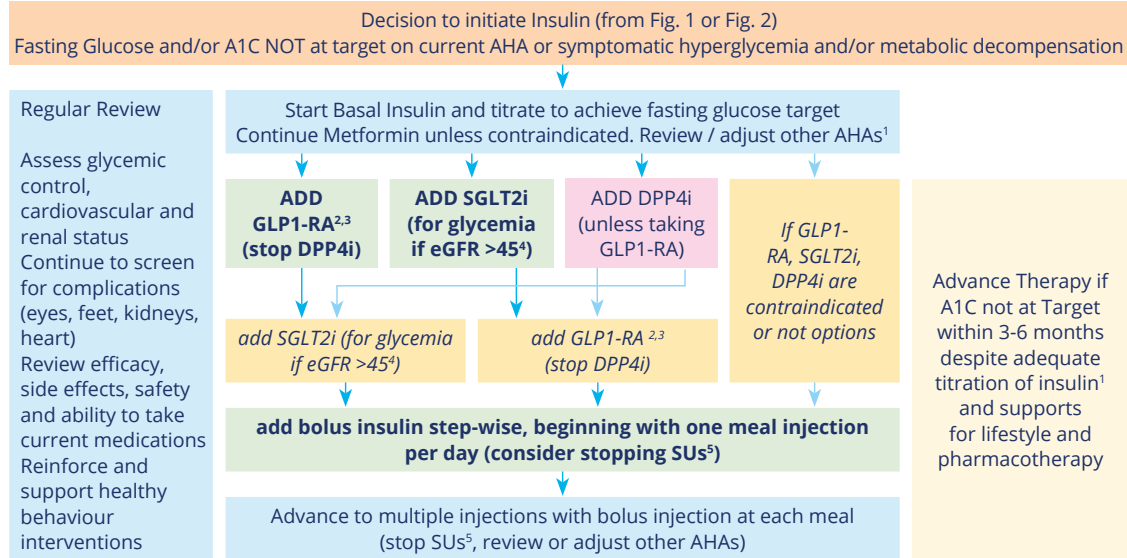 Decision to initiate Insulin (from Fig. 1 or Fig. 2)
Fasting Glucose and/or A1C NOT at target on current AHA or symptomatic hyperglycemia and/or metabolic decompensation
Regular Review
Assess glycemic
control,
cardiovascular and
renal status
Continue to screen
for complications
(eyes, feet, kidneys,
heart)
Review efficacy,
side effects, safety
and ability to take
current medications
Reinforce and
support healthy
behaviour
interventions
Start Basal Insulin and titrate to achieve fasting glucose target
Continue Metformin unless contraindicated. Review / adjust other AHAs¹
ADD
GLP1-RA²,³
(stop DPP4i)
ADD SGLT2i
(for glycemia
if eGFR >45⁴)
ADD DPP4i
(unless taking
GLP1-RA)
If GLP1-
RA, SGLT2i,
DPP4i are
contraindicated
or not options
add SGLT2i (for glycemia
if eGFR >45⁴)
add GLP1-RA ²,³
(stop DPP4i)
add bolus insulin step-wise, beginning with one meal injection
per day (consider stopping SUs⁵)
Advance to multiple injections with bolus injection at each meal
(stop SUs⁵, review or adjust other AHAs)
Advance Therapy if
A1C not at Target
within 3-6 months
despite adequate
titration of insulin¹
and supports
for lifestyle and
pharmacotherapy